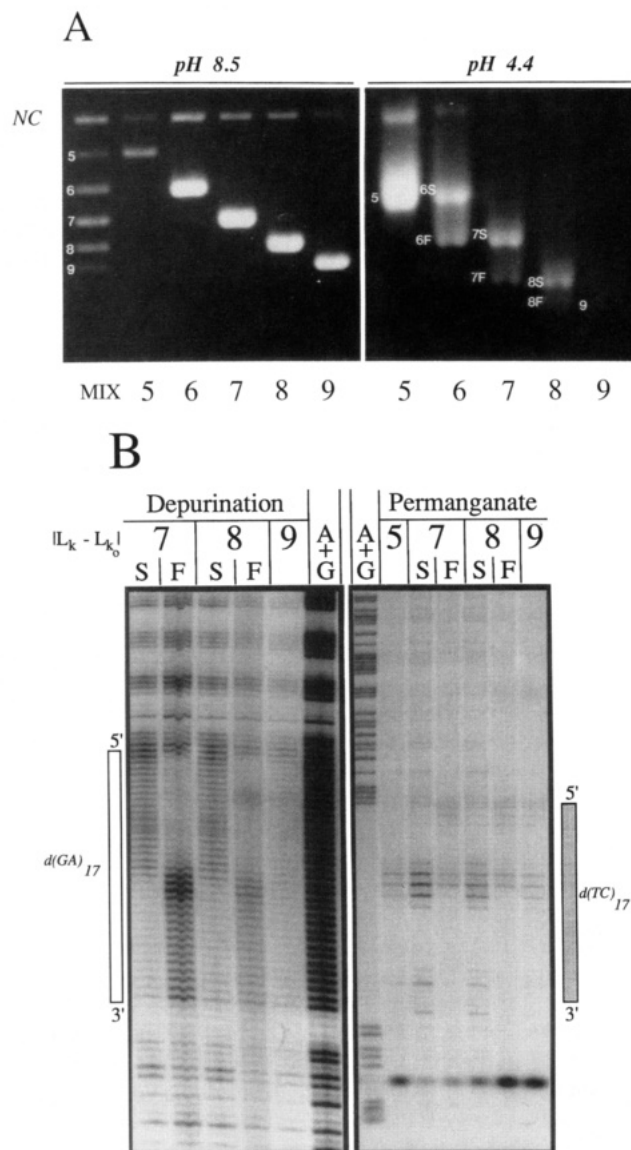 A
pH 8.5 pH 4.4
NC
5 6 7 8 9
5 6S 6F 7S 7F 8S 8F 9
MIX 5 6 7 8 9 5 6 7 8 9
B
Depurination Permanganate
|Lk - Lko| 7 8 9 A+G A+G 5 7 8 9
S F S F S F S F
5' 5'
d(GA)17 d(TC)17
3' 3'